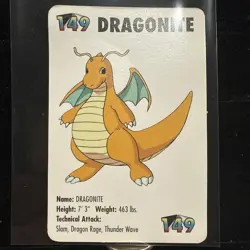 149 DRAGONITE
Name: DRAGONITE
Height: 7' 3" Weight: 463 lbs.
Technical Attack:
Slam, Dragon Rage, Thunder Wave
149